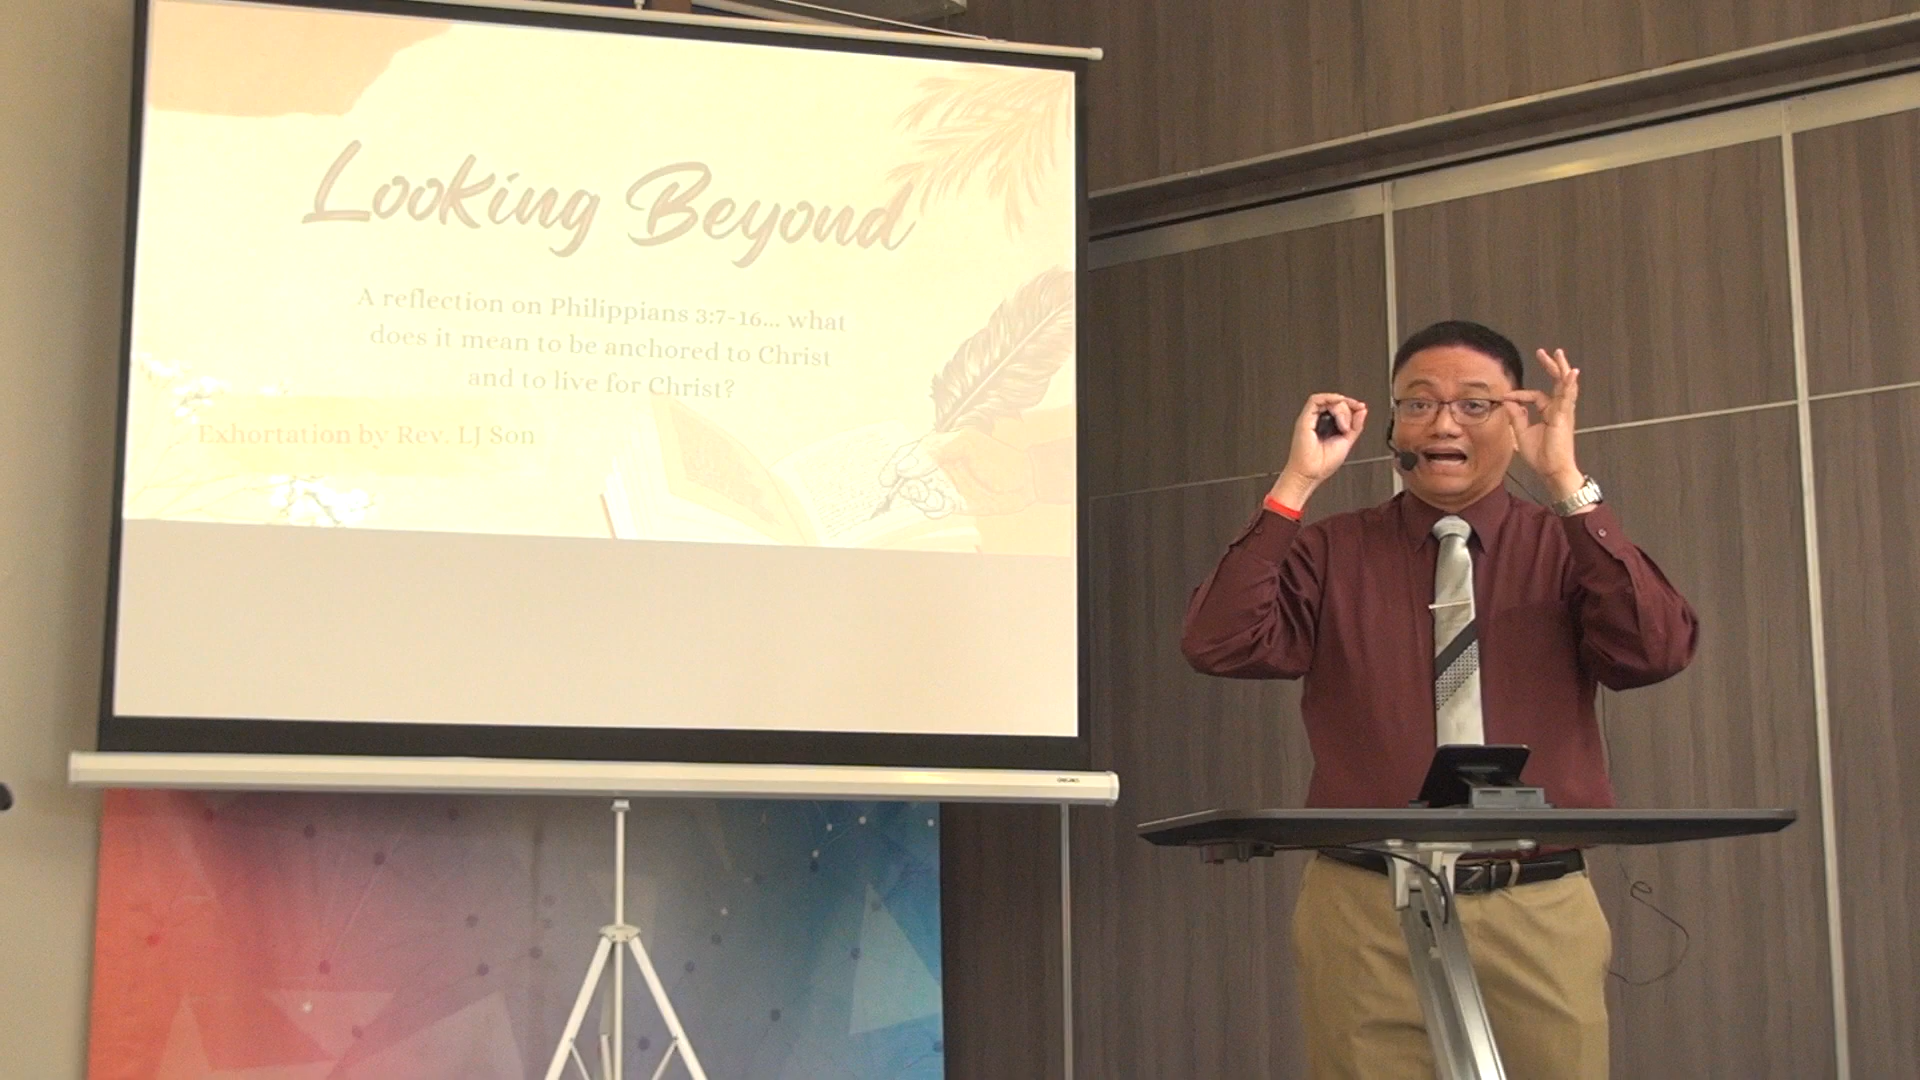 Looking Beyond
A reflection on Philippians 3:7-16... what
does it mean to be anchored to Christ
and to live for Christ?
Exhortation by Rev. LJ Son